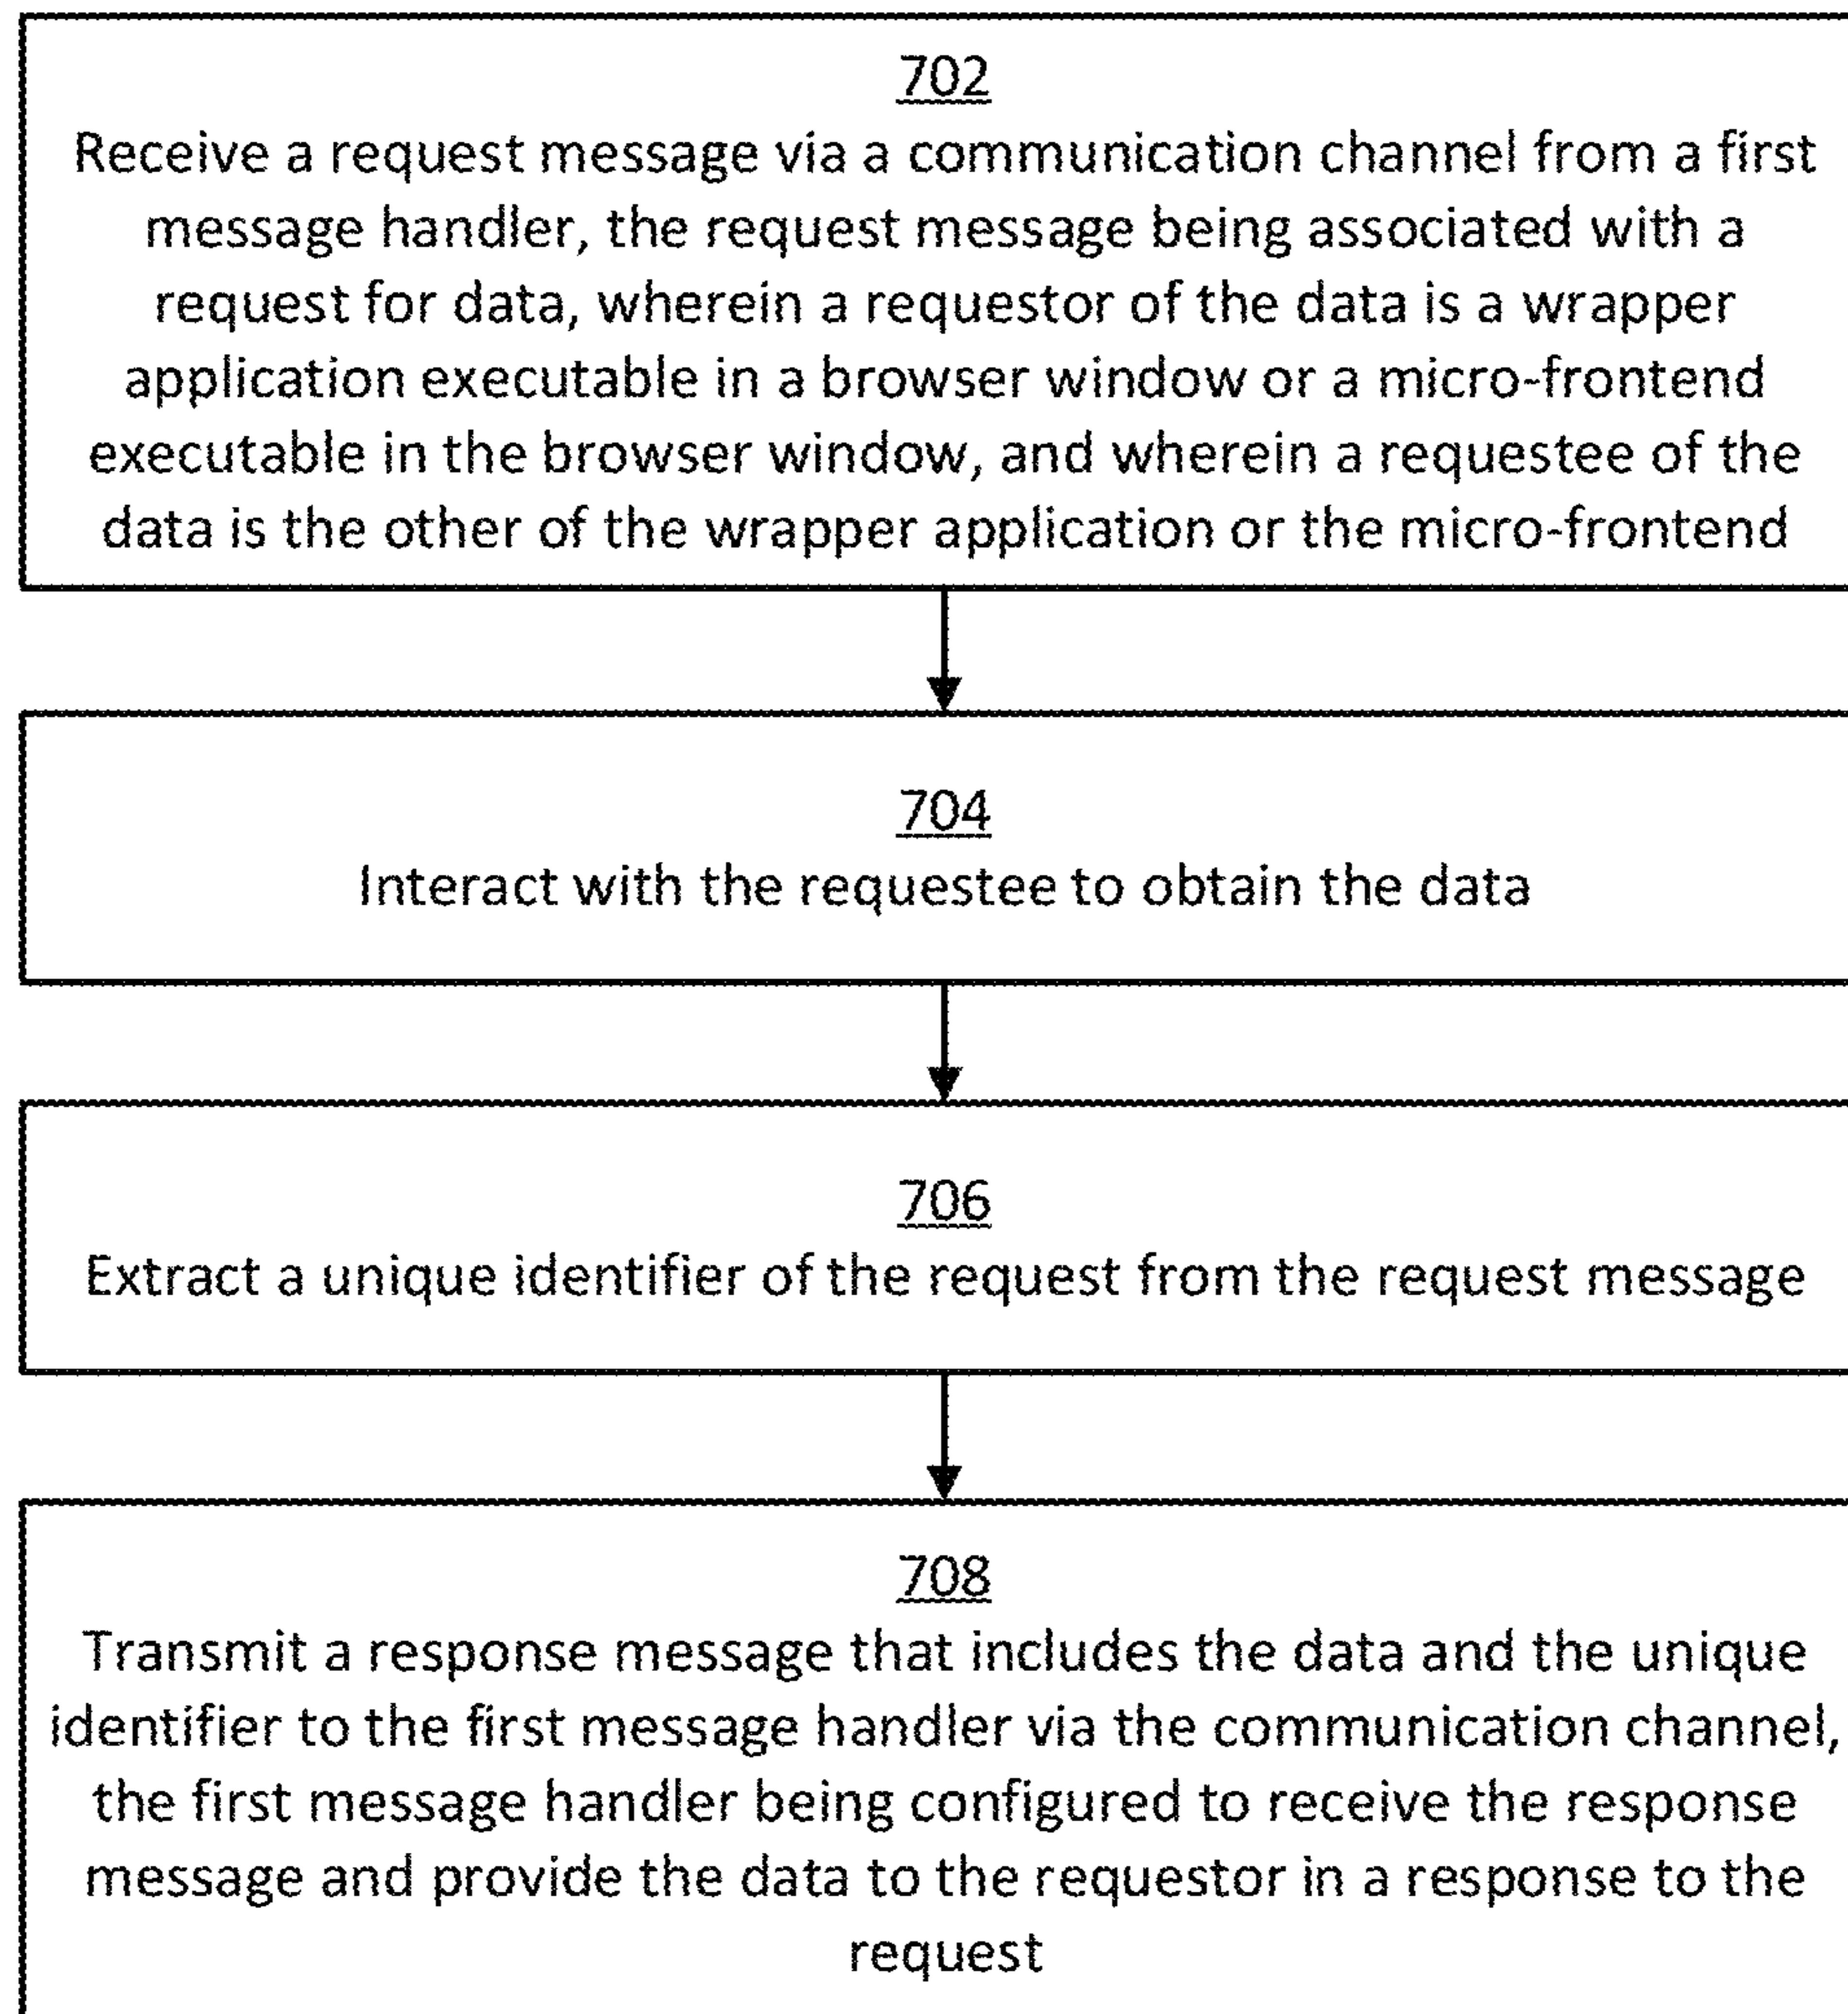 702
Receive a request message via a communication channel from a first
message handler, the request message being associated with a
request for data, wherein a requestor of the data is a wrapper
application executable in a browser window or a micro-frontend
executable in the browser window, and wherein a requestee of the
data is the other of the wrapper application or the micro-frontend
704
Interact with the requestee to obtain the data
706
Extract a unique identifier of the request from the request message
708
Transmit a response message that includes the data and the unique
identifier to the first message handler via the communication channel,
the first message handler being configured to receive the response
message and provide the data to the requestor in a response to the
request